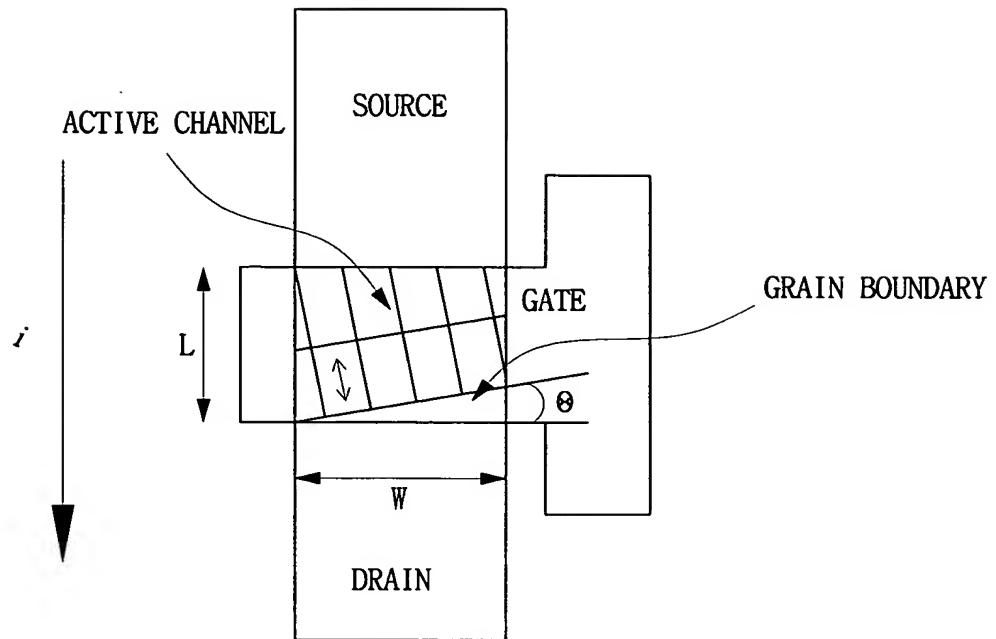 SOURCE
ACTIVE CHANNEL
GATE
GRAIN BOUNDARY
i
L
Θ
W
DRAIN